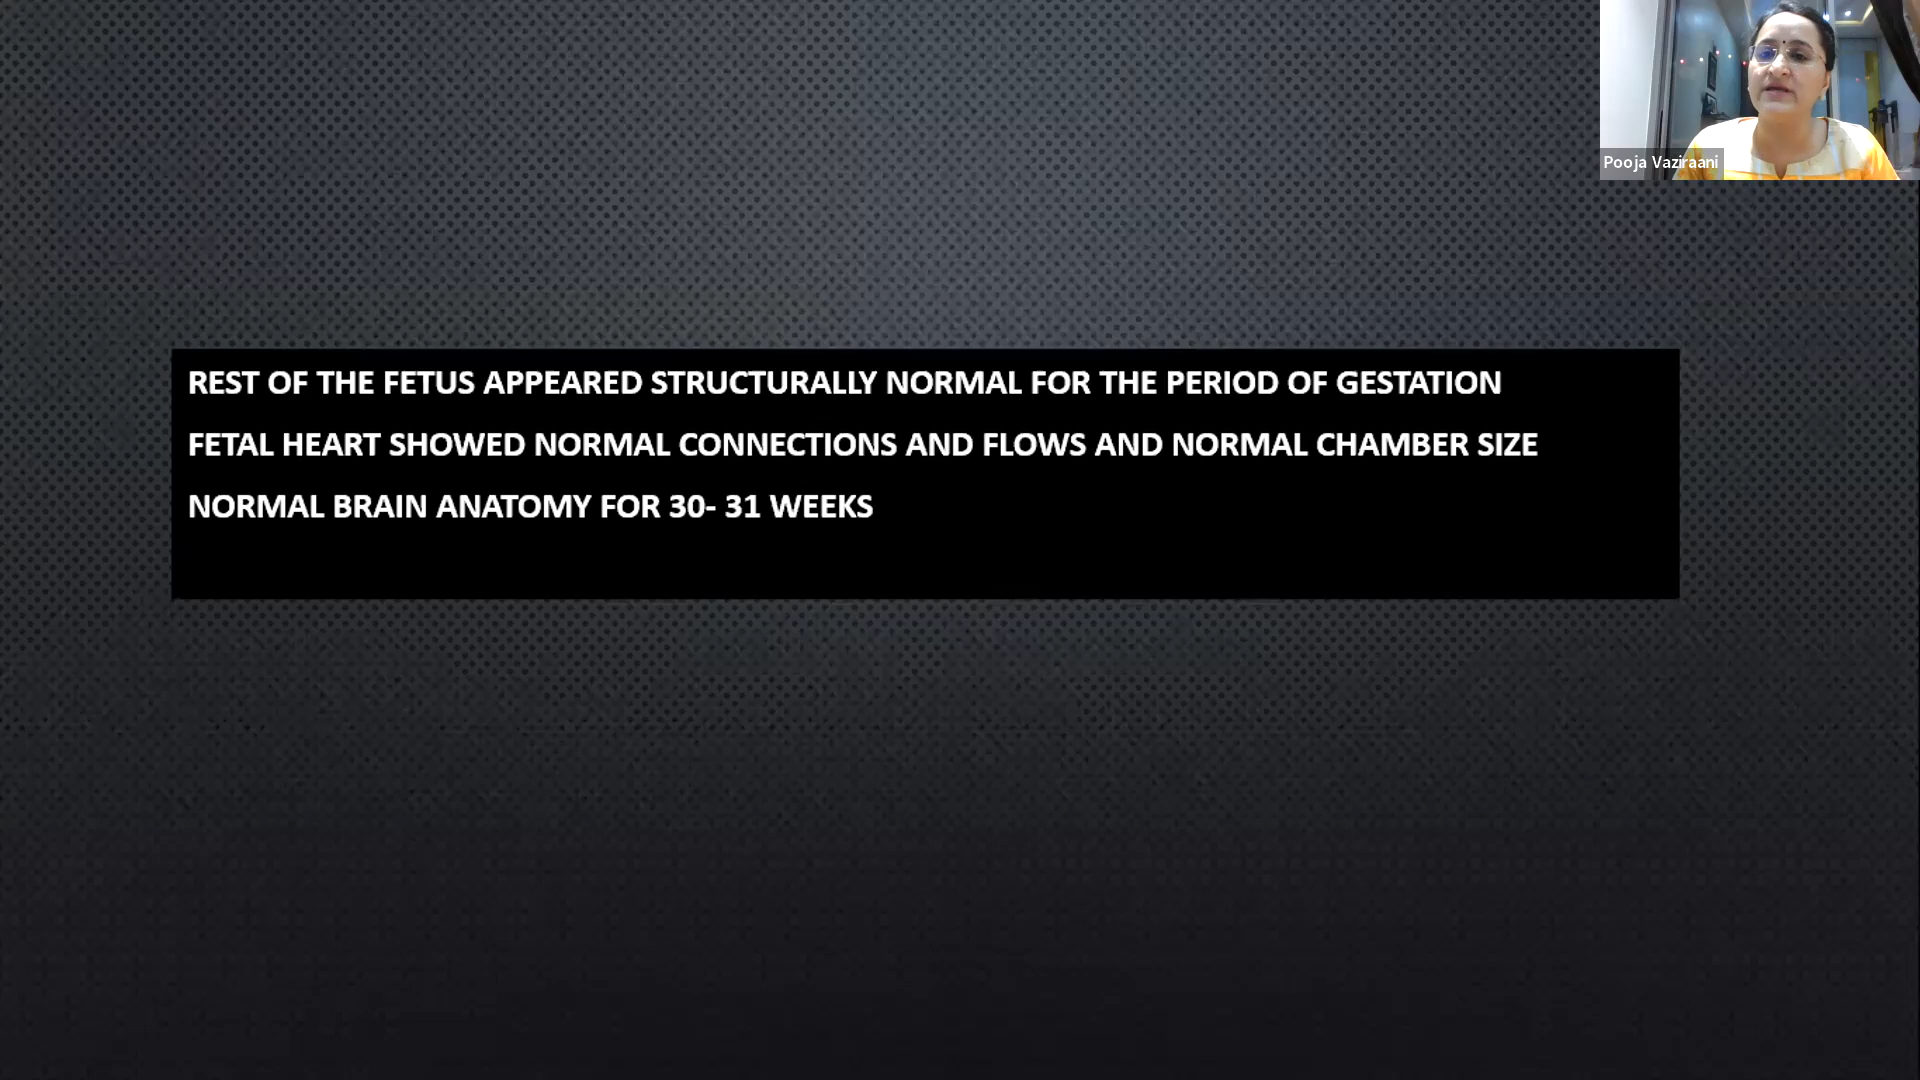 Pooja Vaziraani
REST OF THE FETUS APPEARED STRUCTURALLY NORMAL FOR THE PERIOD OF GESTATION
FETAL HEART SHOWED NORMAL CONNECTIONS AND FLOWS AND NORMAL CHAMBER SIZE
NORMAL BRAIN ANATOMY FOR 30- 31 WEEKS